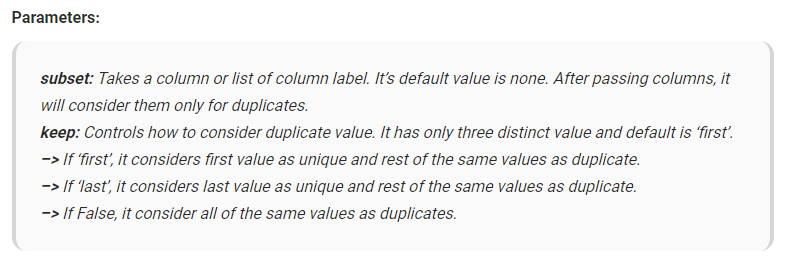 Parameters:
subset: Takes a column or list of column label. It's default value is none. After passing columns, it
will consider them only for duplicates.
keep: Controls how to consider duplicate value. It has only three distinct value and default is ‘first’.
–> If ‘first’, it considers first value as unique and rest of the same values as duplicate.
–> If ‘last’, it considers last value as unique and rest of the same values as duplicate.
–> If False, it consider all of the same values as duplicates.